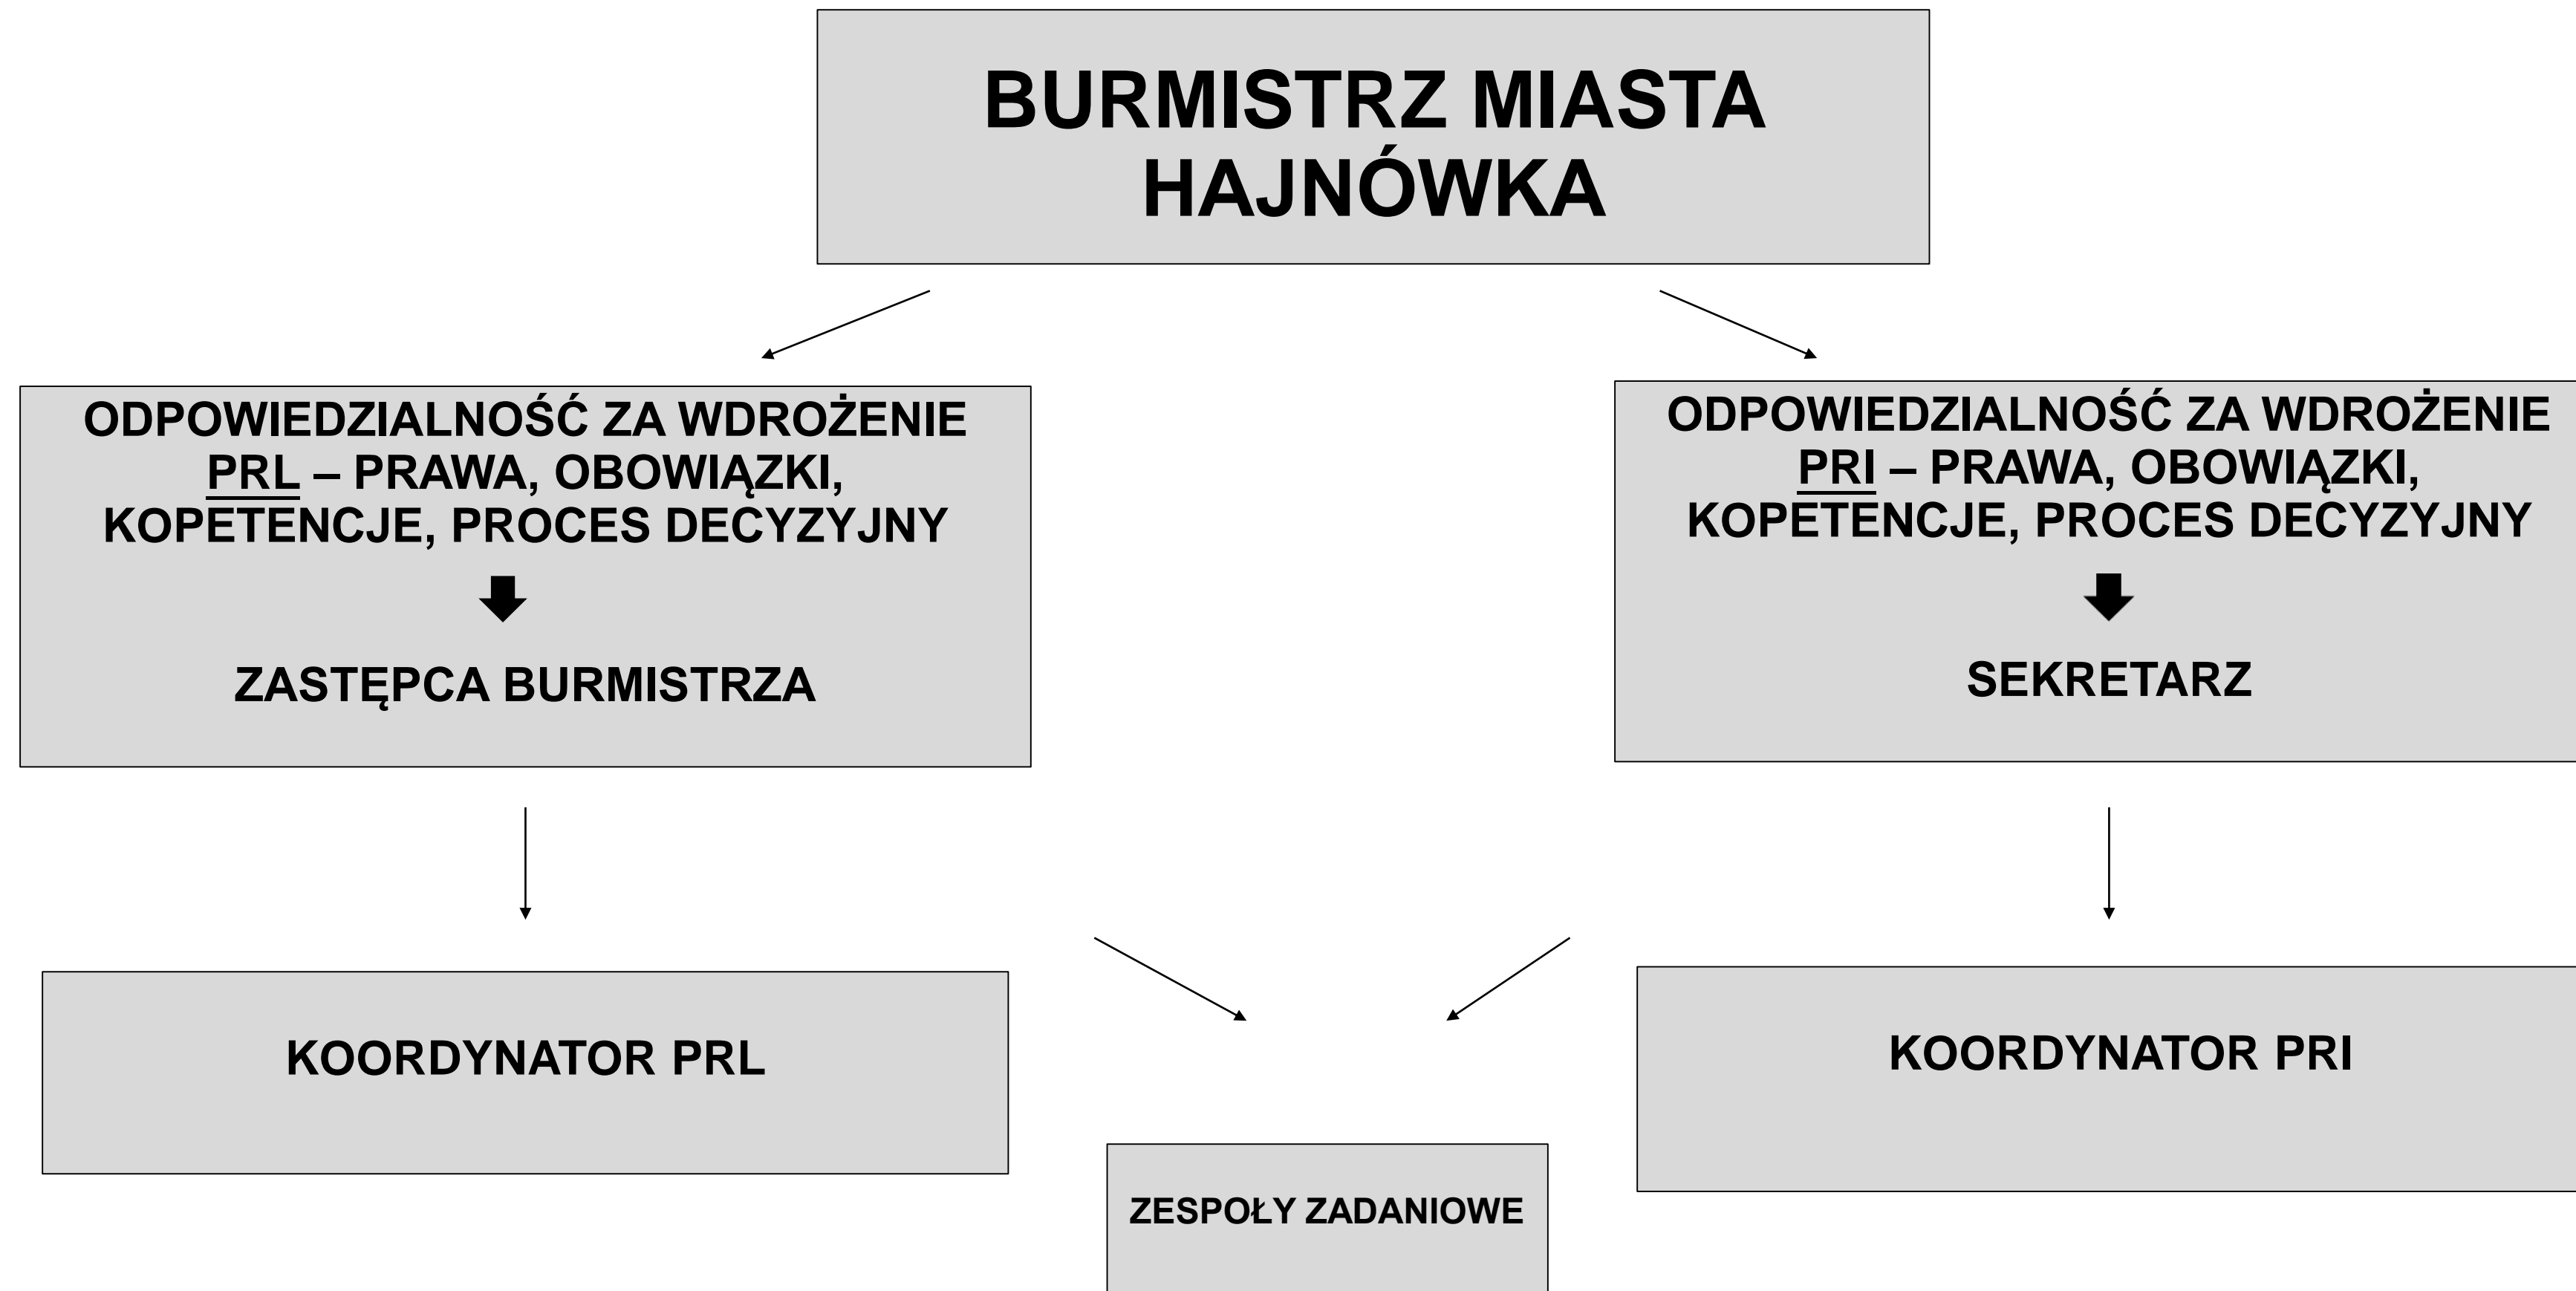 BURMISTRZ MIASTA
HAJNÓWKA
ODPOWIEDZIALNOŚĆ ZA WDROŻENIE
PRL – PRAWA, OBOWIĄZKI,
KOPETENCJE, PROCES DECYZYJNY
ZASTĘPCA BURMISTRZA
ODPOWIEDZIALNOŚĆ ZA WDROŻENIE
PRI – PRAWA, OBOWIĄZKI,
KOPETENCJE, PROCES DECYZYJNY
SEKRETARZ
KOORDYNATOR PRL
KOORDYNATOR PRI
ZESPOŁY ZADANIOWE